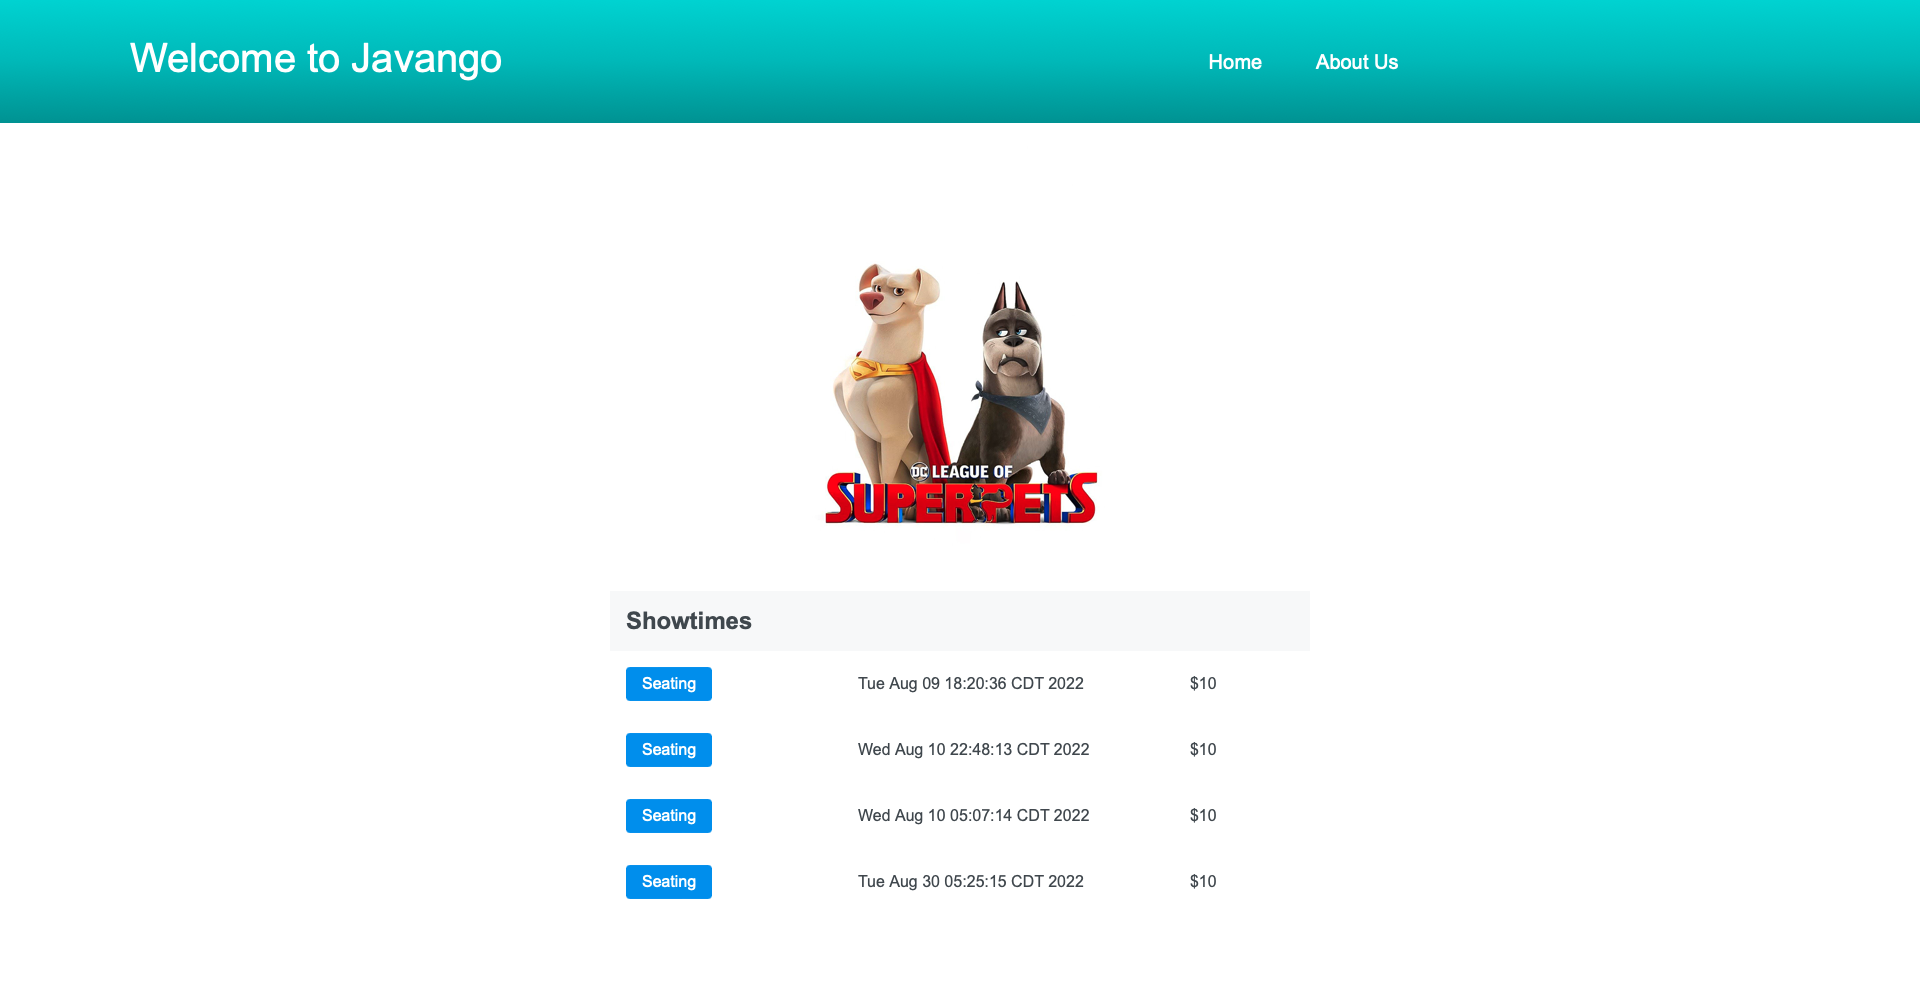 Welcome to Javango
Home About Us
DC LEAGUE OF
SUPERPETS
Showtimes
Seating Tue Aug 09 18:20:36 CDT 2022 $10
Seating Wed Aug 10 22:48:13 CDT 2022 $10
Seating Wed Aug 10 05:07:14 CDT 2022 $10
Seating Tue Aug 30 05:25:15 CDT 2022 $10